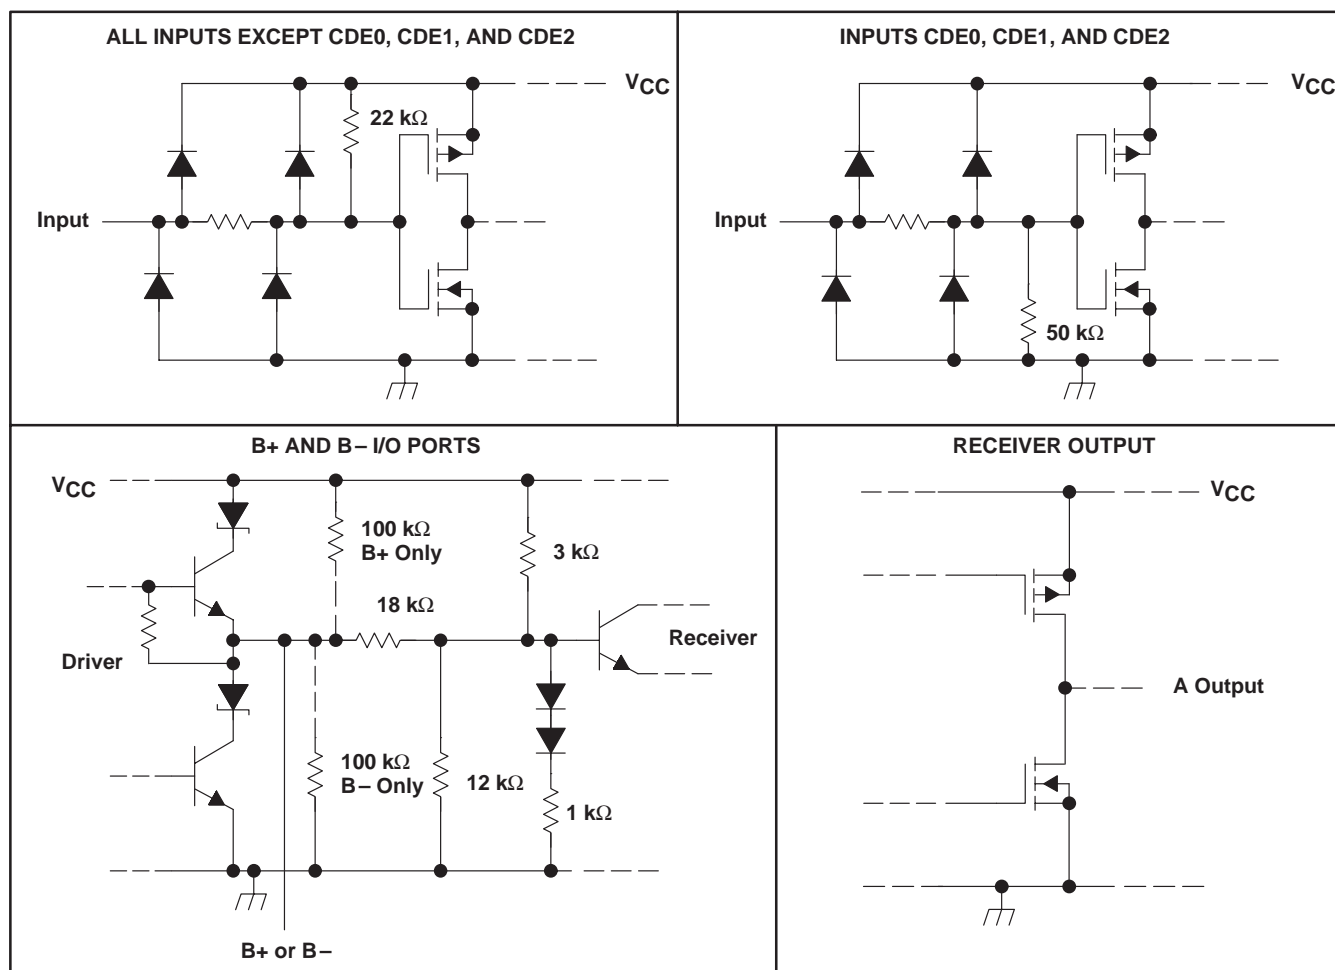 ALL INPUTS EXCEPT CDE0, CDE1, AND CDE2
VCC
22 kΩ
Input
INPUTS CDE0, CDE1, AND CDE2
VCC
Input
50 kΩ
B+ AND B− I/O PORTS
VCC
100 kΩ
B+ Only
3 kΩ
18 kΩ
Driver
Receiver
100 kΩ
B− Only
12 kΩ
1 kΩ
B+ or B−
RECEIVER OUTPUT
VCC
A Output